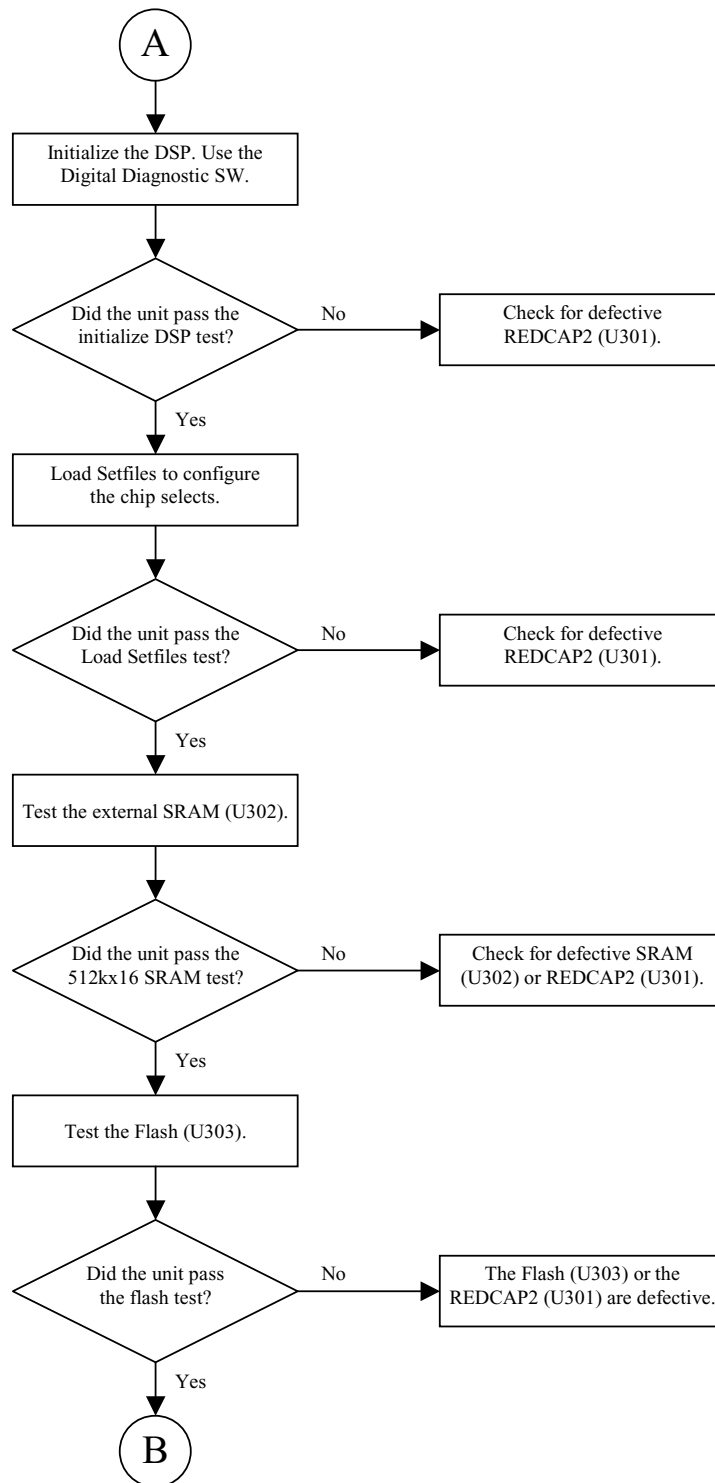 A
Initialize the DSP. Use the
Digital Diagnostic SW.
Did the unit pass the
initialize DSP test?
No
Check for defective
REDCAP2 (U301).
Yes
Load Setfiles to configure
the chip selects.
Did the unit pass the
Load Setfiles test?
No
Check for defective
REDCAP2 (U301).
Yes
Test the external SRAM (U302).
Did the unit pass the
512kx16 SRAM test?
No
Check for defective SRAM
(U302) or REDCAP2 (U301).
Yes
Test the Flash (U303).
Did the unit pass
the flash test?
No
The Flash (U303) or the
REDCAP2 (U301) are defective.
Yes
B